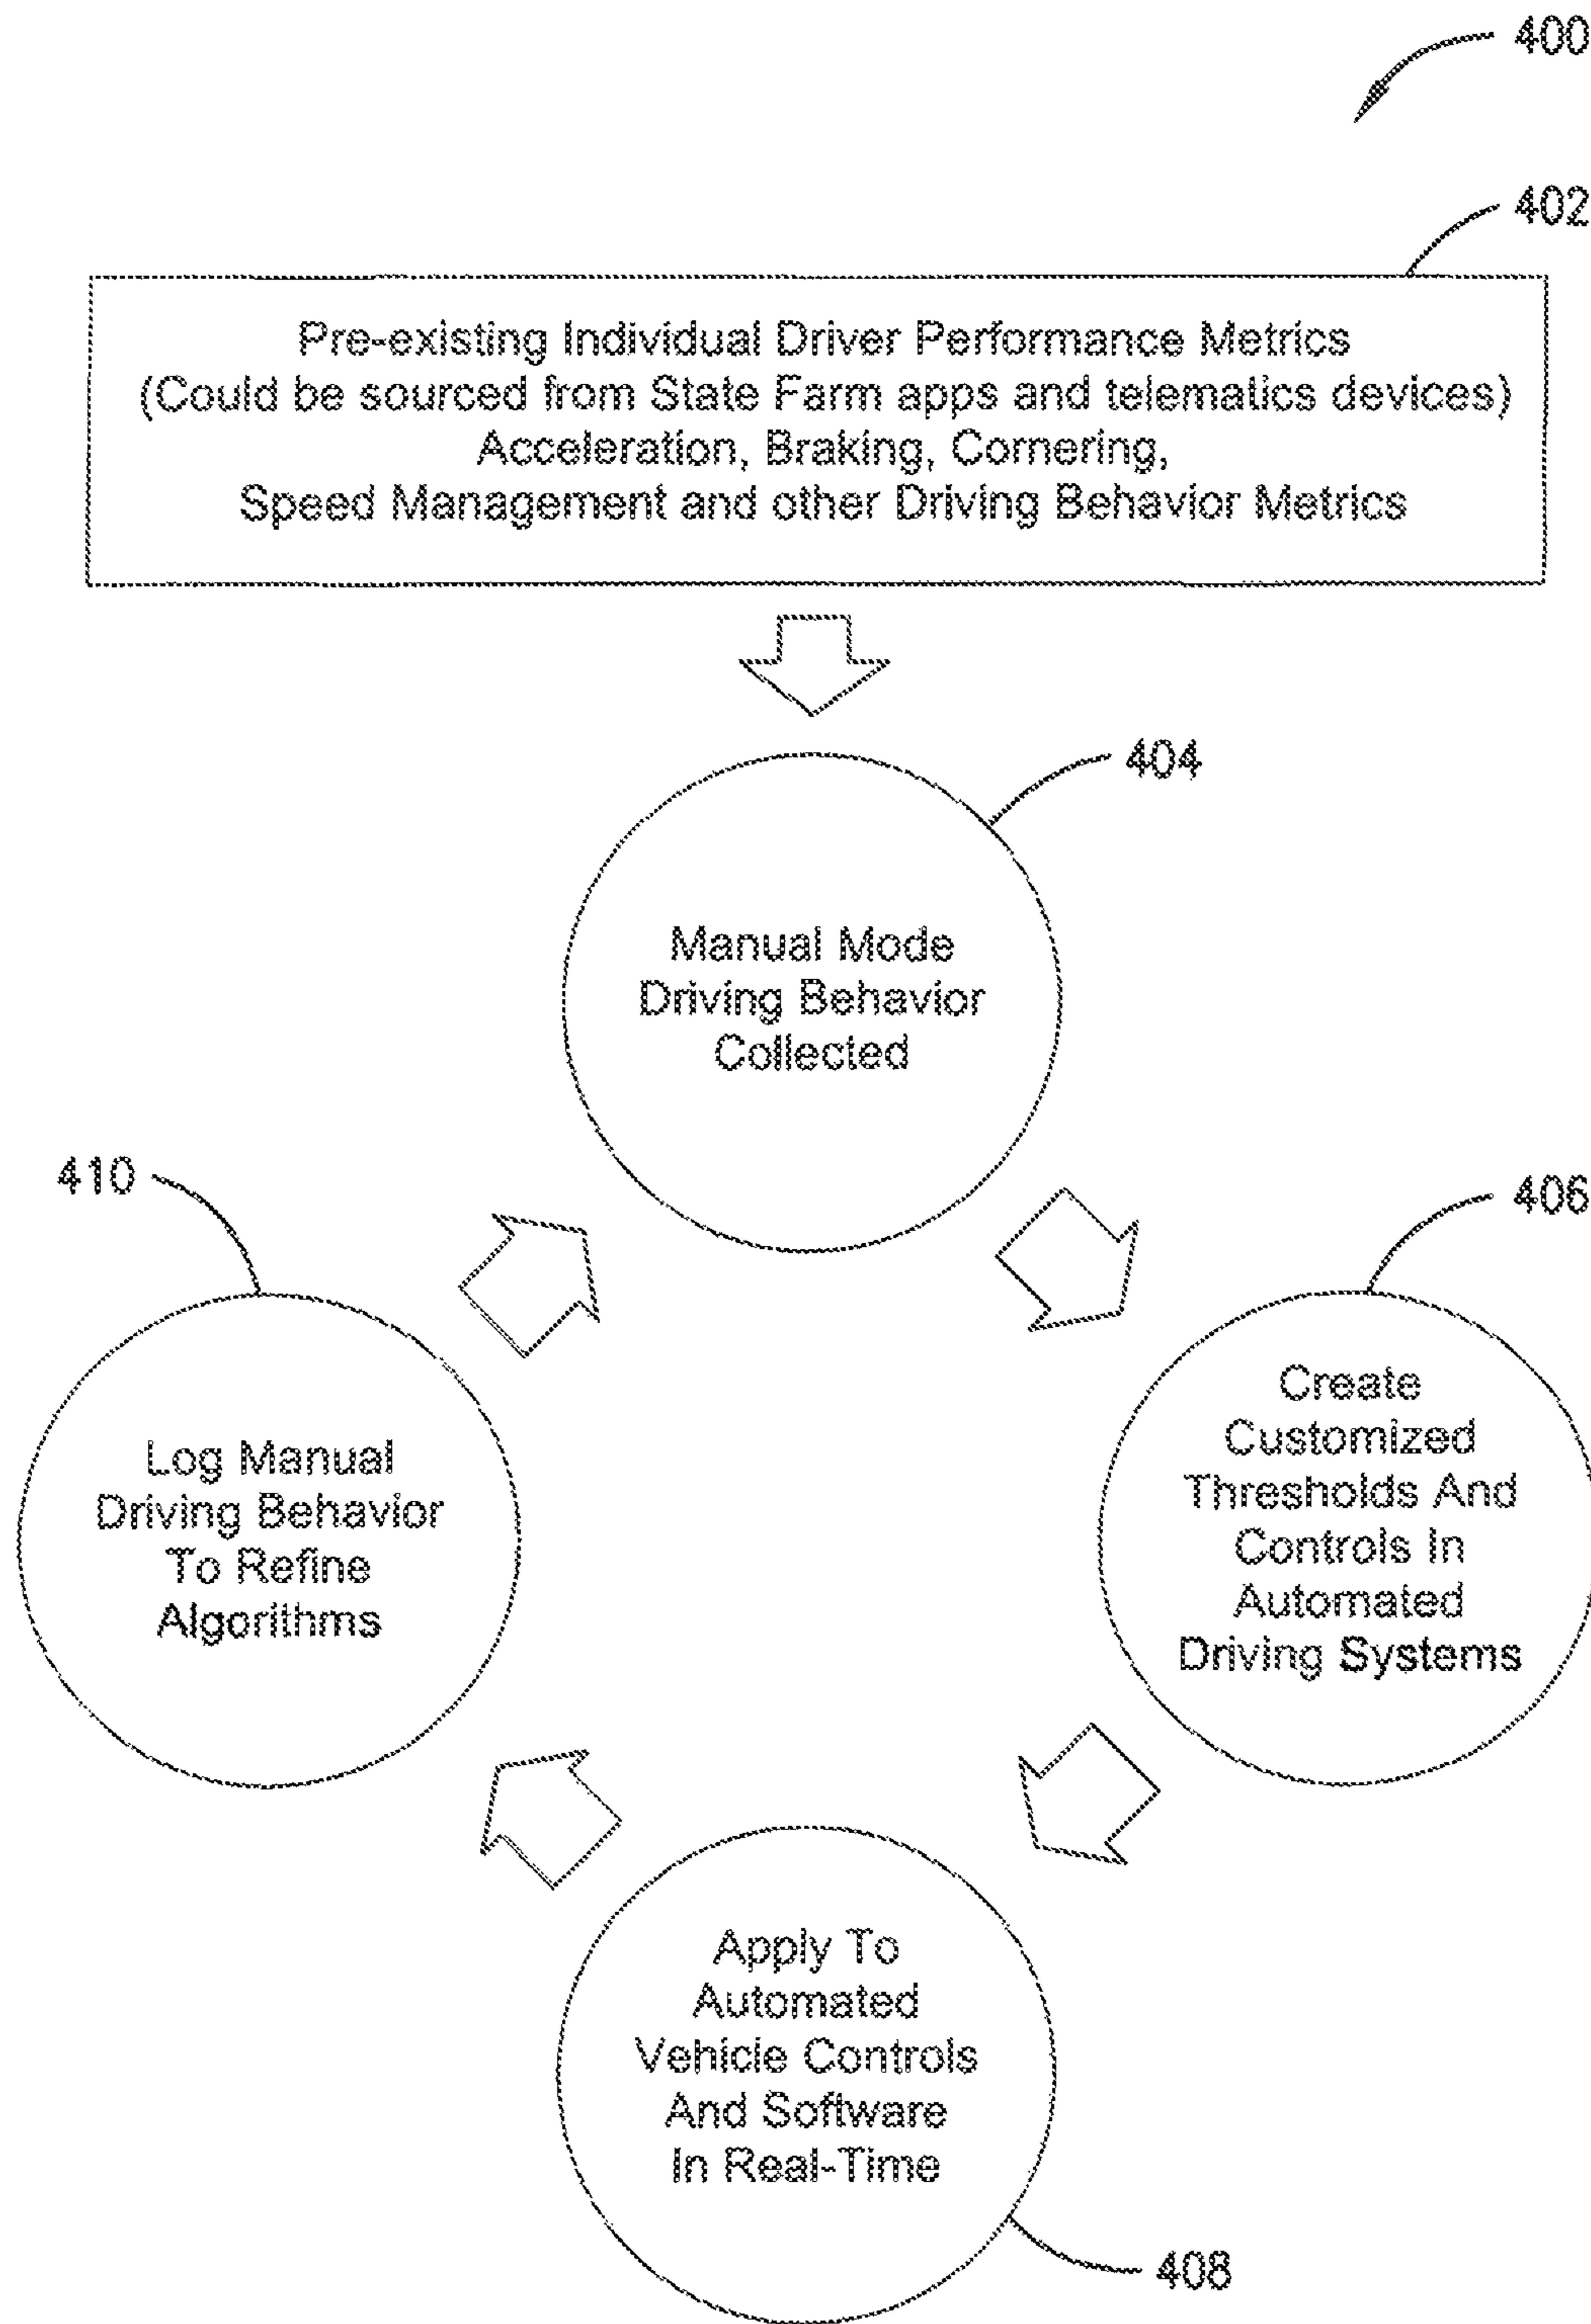 400
402
Pre-existing Individual Driver Performance Metrics
(Could be sourced from State Farm apps and telematics devices)
Acceleration, Braking, Cornering,
Speed Management and other Driving Behavior Metrics
404
Manual Mode
Driving Behavior
Collected
406
Create
Customized
Thresholds And
Controls In
Automated
Driving Systems
408
Apply To
Automated
Vehicle Controls
And Software
In Real-Time
410
Log Manual
Driving Behavior
To Refine
Algorithms